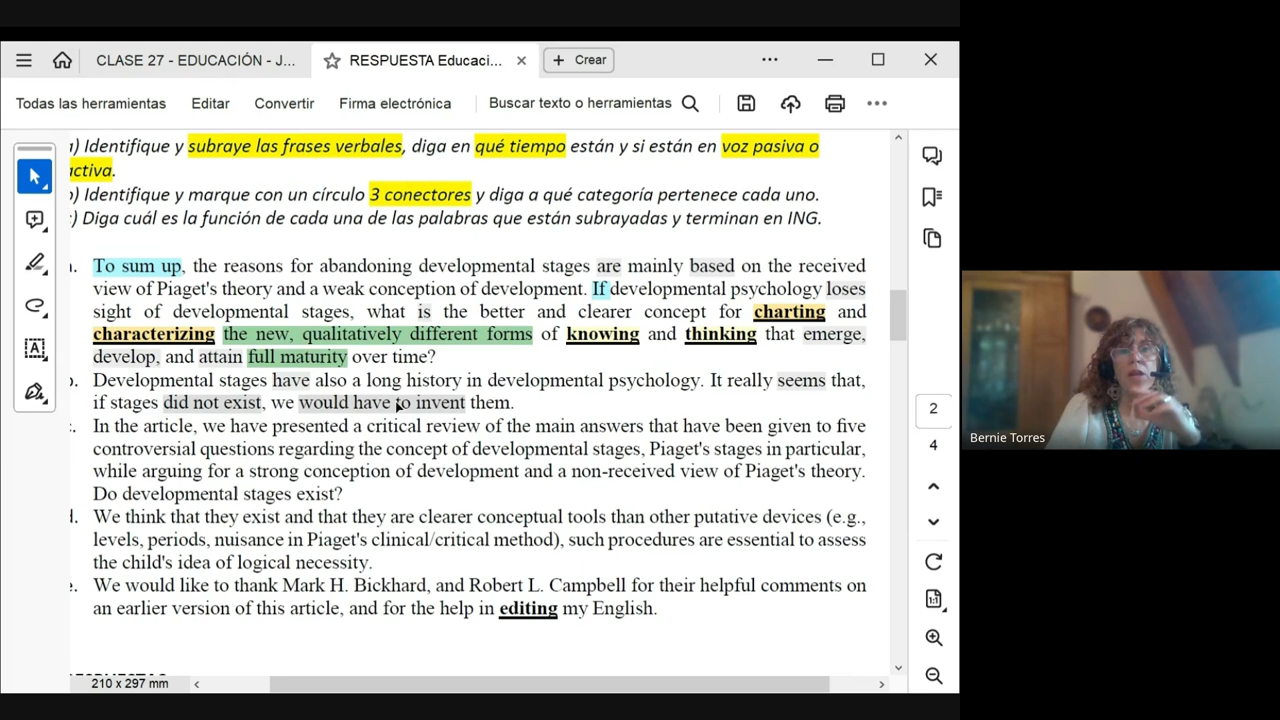 CLASE 27 - EDUCACIÓN - J...
RESPUESTA Educaci...
Crear
Todas las herramientas
Editar
Convertir
Firma electrónica
Buscar texto o herramientas
) Identifique y subraye las frases verbales, diga en qué tiempo están y si están en voz pasiva o
activa.
) Identifique y marque con un círculo 3 conectores y diga a qué categoría pertenece cada uno.
) Diga cuál es la función de cada una de las palabras que están subrayadas y terminan en ING.
To sum up, the reasons for abandoning developmental stages are mainly based on the received
view of Piaget's theory and a weak conception of development. If developmental psychology loses
sight of developmental stages, what is the better and clearer concept for charting and
characterizing the new, qualitatively different forms of knowing and thinking that emerge,
develop, and attain full maturity over time?
Developmental stages have also a long history in developmental psychology. It really seems that,
if stages did not exist, we would have to invent them.
In the article, we have presented a critical review of the main answers that have been given to five
controversial questions regarding the concept of developmental stages, Piaget's stages in particular,
while arguing for a strong conception of development and a non-received view of Piaget's theory.
Do developmental stages exist?
We think that they exist and that they are clearer conceptual tools than other putative devices (e.g.,
levels, periods, nuisance in Piaget's clinical/critical method), such procedures are essential to assess
the child's idea of logical necessity.
e. We would like to thank Mark H. Bickhard, and Robert L. Campbell for their helpful comments on
an earlier version of this article, and for the help in editing my English.
210 x 297 mm
2
4
Bernie Torres